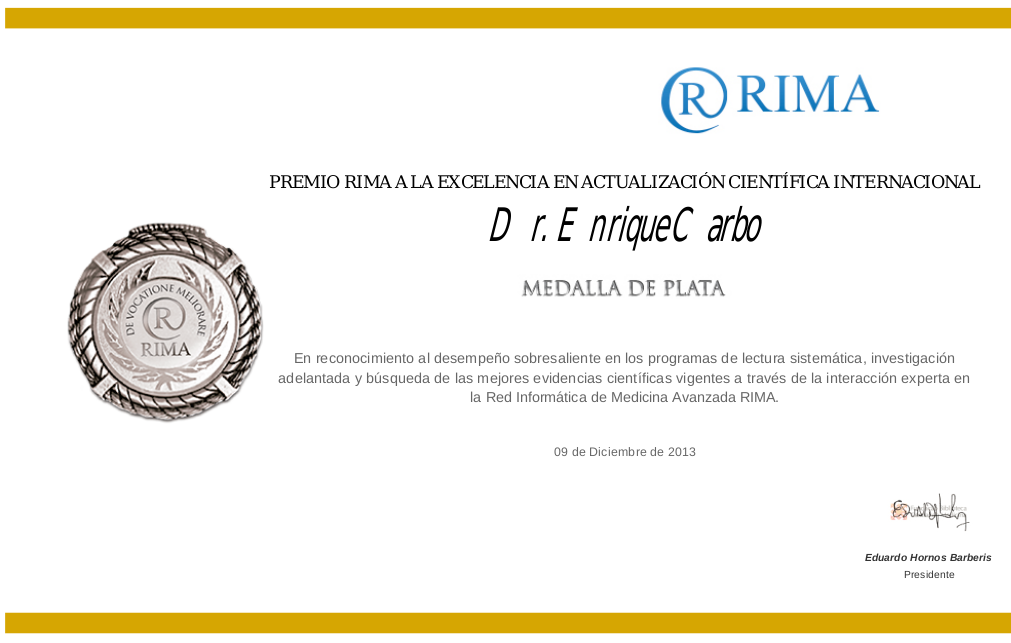 RIMA
PREMIO RIMA A LA EXCELENCIA EN ACTUALIZACIÓN CIENTÍFICA INTERNACIONAL
Dr. Enrique Carbo
DE VOCATIONE MELIORARE
RIMA
MEDALLA DE PLATA
En reconocimiento al desempeño sobresaliente en los programas de lectura sistemática, investigación
adelantada y búsqueda de las mejores evidencias científicas vigentes a través de la interacción experta en
la Red Informática de Medicina Avanzada RIMA.
09 de Diciembre de 2013
Eduardo Hornos Barberis
Presidente